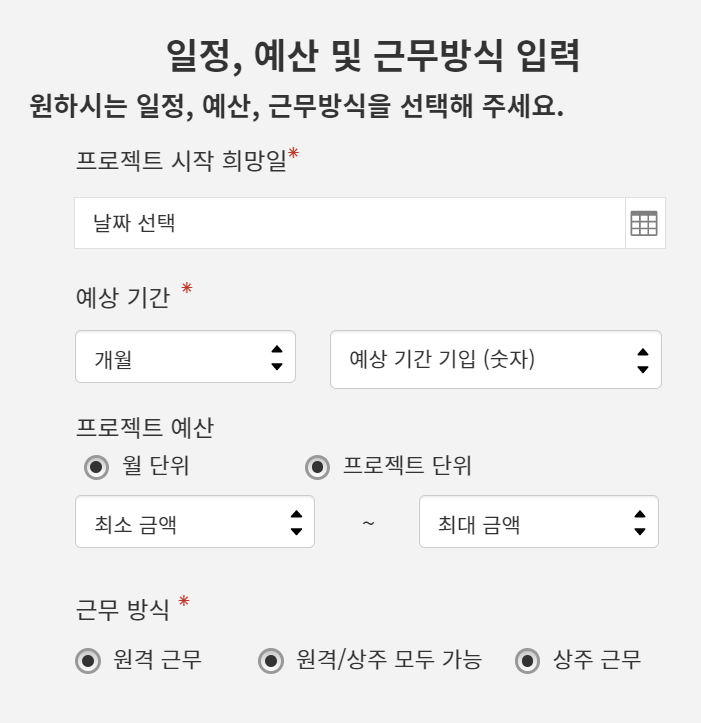 일정, 예산 및 근무방식 입력
원하시는 일정, 예산, 근무방식을 선택해 주세요.
프로젝트 시작 희망일*
날짜 선택
예상 기간 *
개월 예상 기간 기입 (숫자)
프로젝트 예산
월 단위 프로젝트 단위
최소 금액 ~ 최대 금액
근무 방식 *
원격 근무 원격/상주 모두 가능 상주 근무